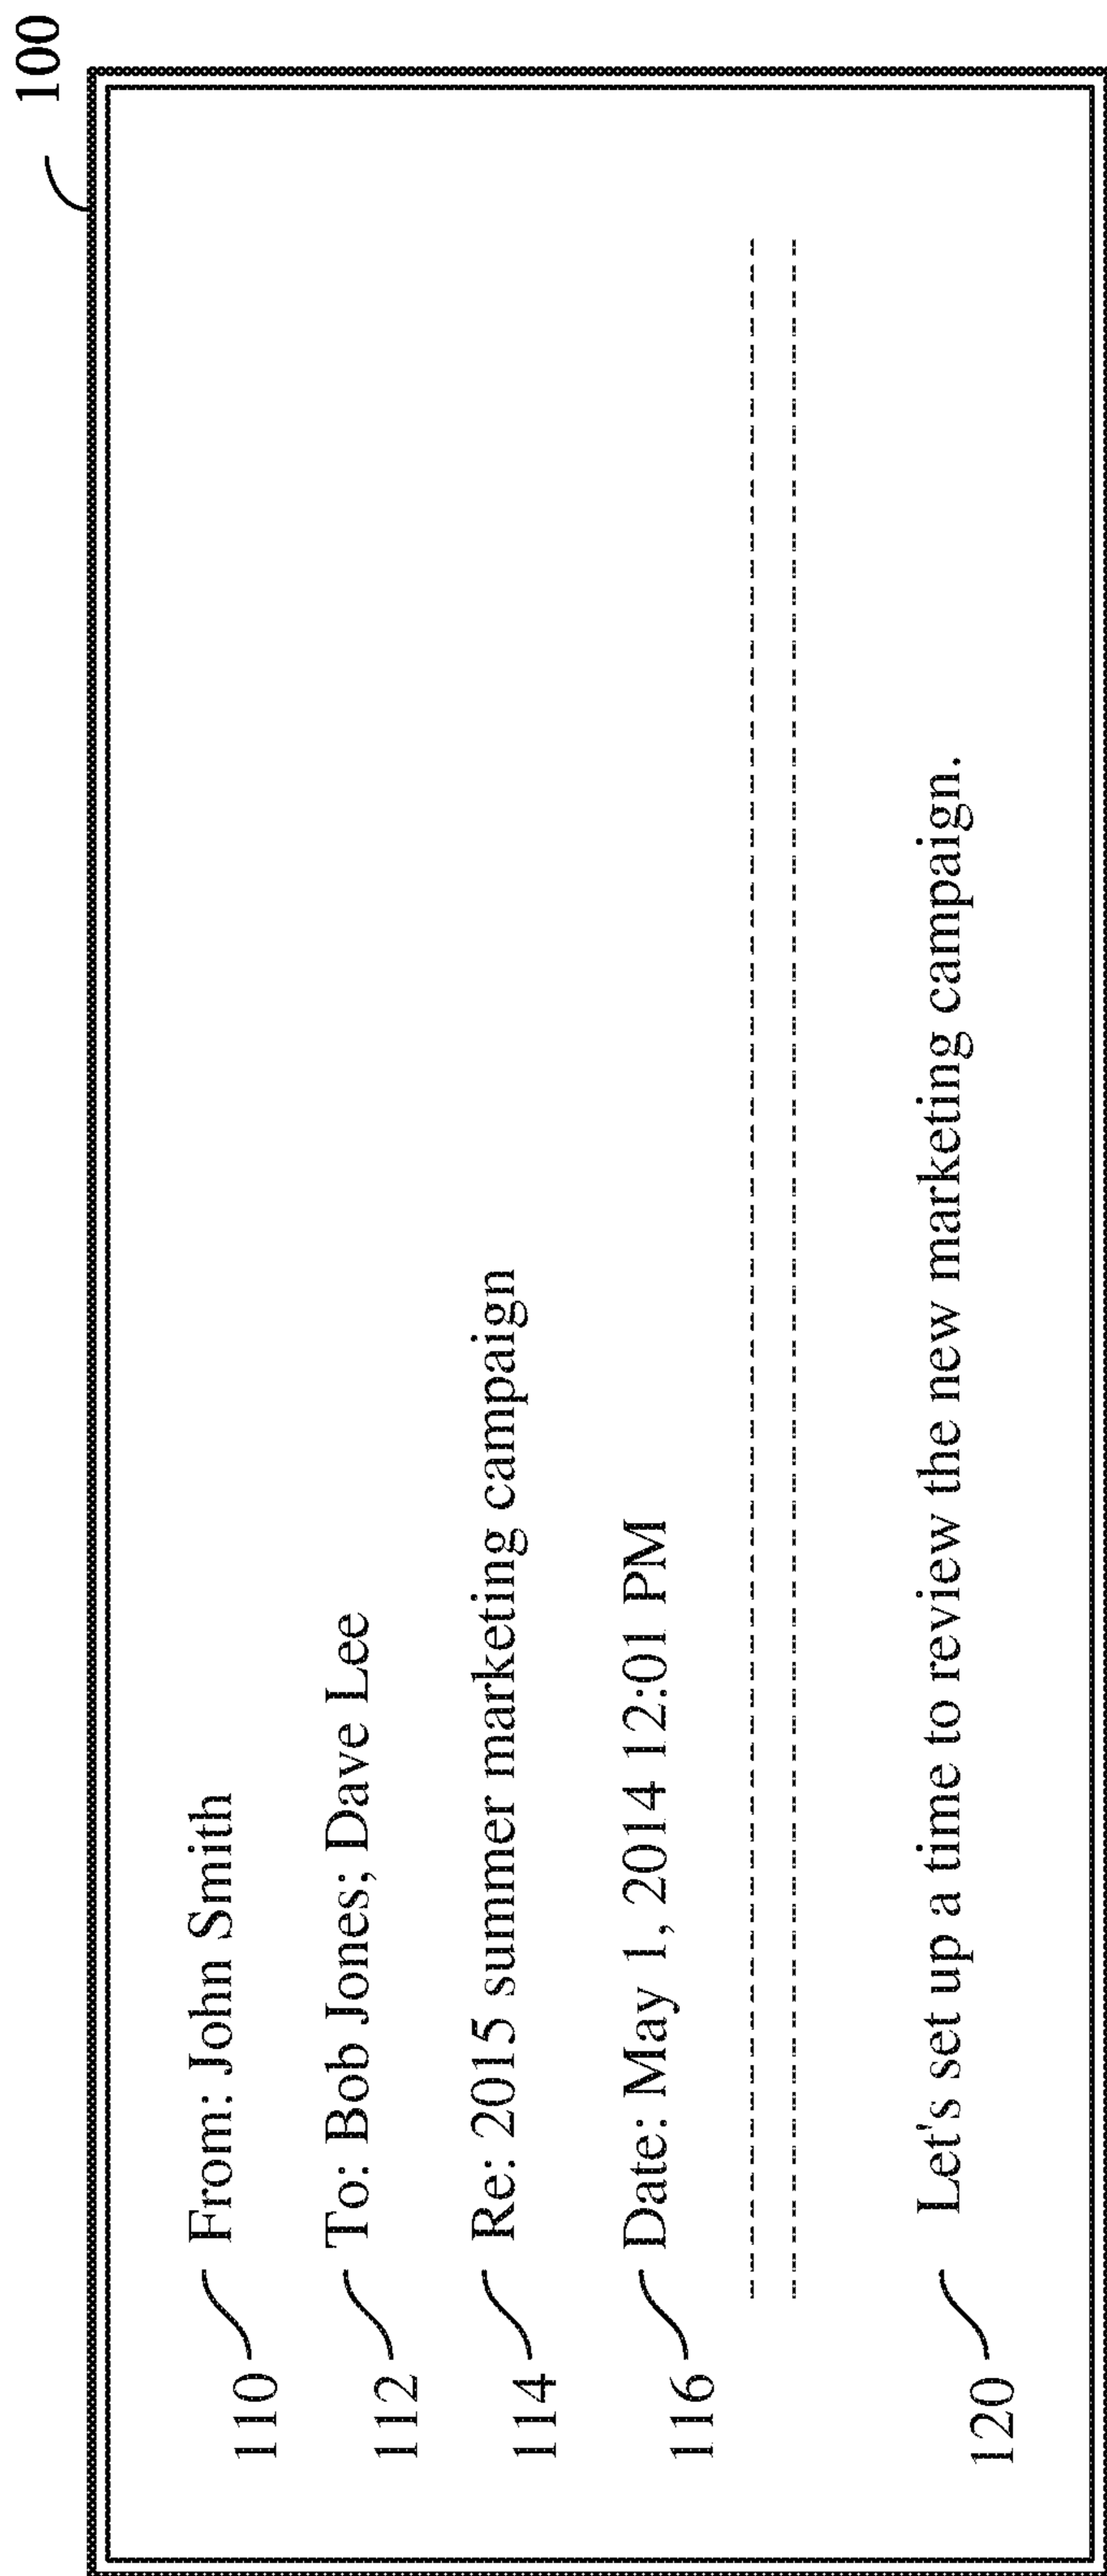 100
110 From: John Smith
112 To: Bob Jones; Dave Lee
114 Re: 2015 summer marketing campaign
116 Date: May 1, 2014 12:01 PM
120 Let's set up a time to review the new marketing campaign.